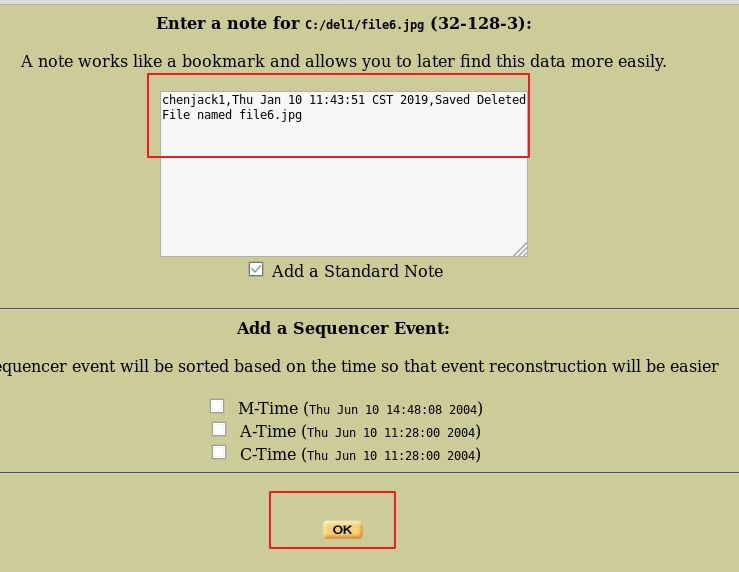 Enter a note for C:/del1/file6.jpg (32-128-3):
A note works like a bookmark and allows you to later find this data more easily.
chenjack1,Thu Jan 10 11:43:51 CST 2019,Saved Deleted
File named file6.jpg
Add a Standard Note
Add a Sequencer Event:
equencer event will be sorted based on the time so that event reconstruction will be easier
M-Time (Thu Jun 10 14:48:08 2004)
A-Time (Thu Jun 10 11:28:00 2004)
C-Time (Thu Jun 10 11:28:00 2004)
OK